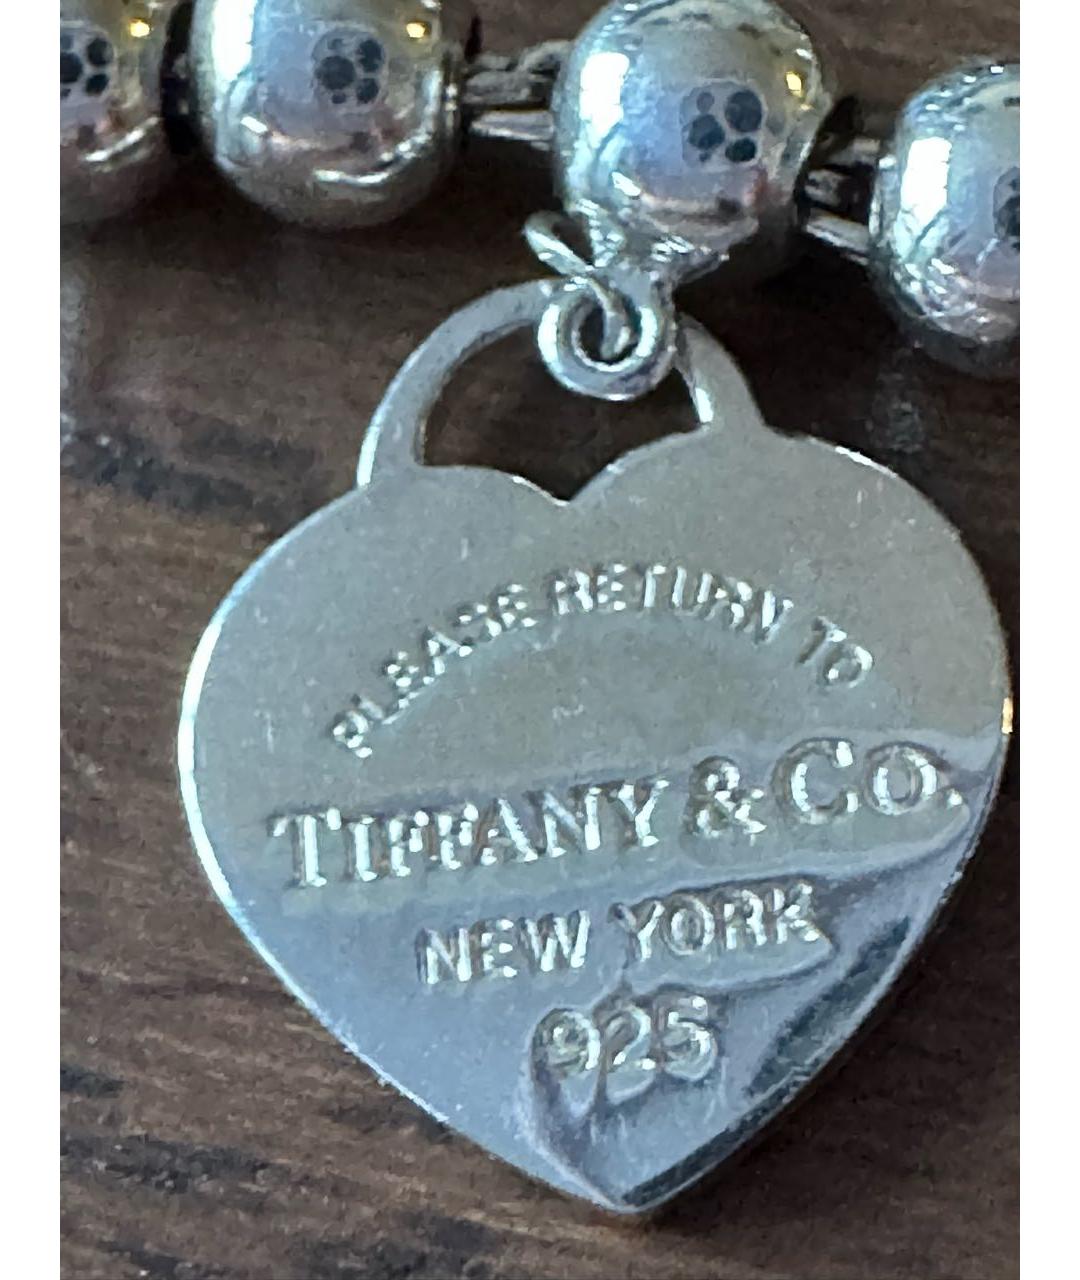 PLEASE RETURN TO
TIFFANY & CO.
NEW YORK
925